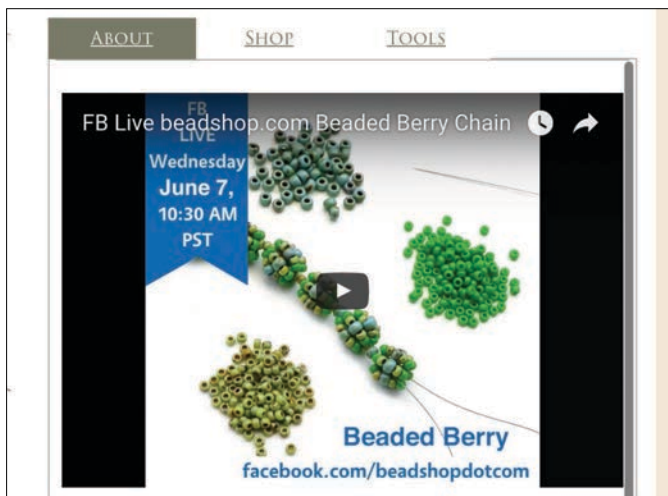 About Shop Tools
FB Live beadshop.com Beaded Berry Chain
FB
LIVE
Wednesday
June 7,
10:30 AM
PST
Beaded Berry
facebook.com/beadshopdotcom